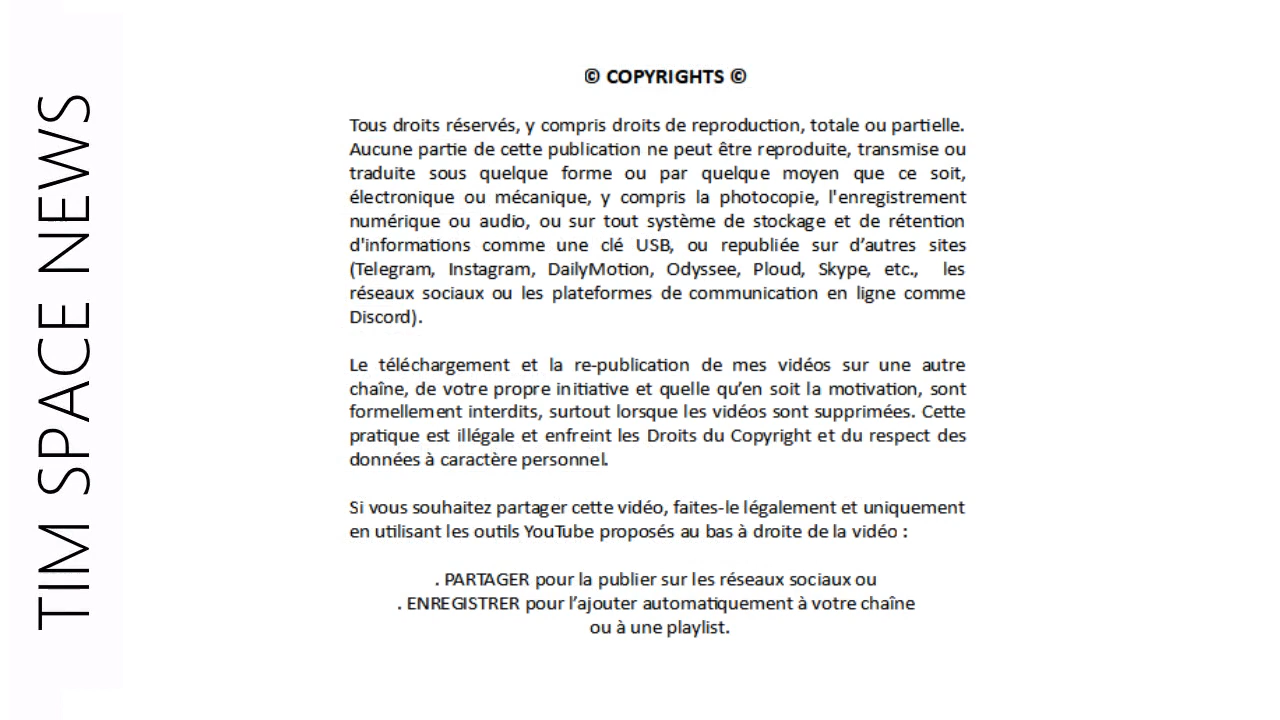 TIM SPACE NEWS
© COPYRIGHTS ©
Tous droits réservés, y compris droits de reproduction, totale ou partielle.
Aucune partie de cette publication ne peut être reproduite, transmise ou
traduite sous quelque forme ou par quelque moyen que ce soit,
électronique ou mécanique, y compris la photocopie, l'enregistrement
numérique ou audio, ou sur tout système de stockage et de rétention
d'informations comme une clé USB, ou republiée sur d’autres sites
(Telegram, Instagram, DailyMotion, Odyssee, Ploud, Skype, etc., les
réseaux sociaux ou les plateformes de communication en ligne comme
Discord).
Le téléchargement et la re-publication de mes vidéos sur une autre
chaîne, de votre propre initiative et quelle qu’en soit la motivation, sont
formellement interdits, surtout lorsque les vidéos sont supprimées. Cette
pratique est illégale et enfreint les Droits du Copyright et du respect des
données à caractère personnel.
Si vous souhaitez partager cette vidéo, faites-le légalement et uniquement
en utilisant les outils YouTube proposés au bas à droite de la vidéo :
. PARTAGER pour la publier sur les réseaux sociaux ou
. ENREGISTRER pour l’ajouter automatiquement à votre chaîne
ou à une playlist.